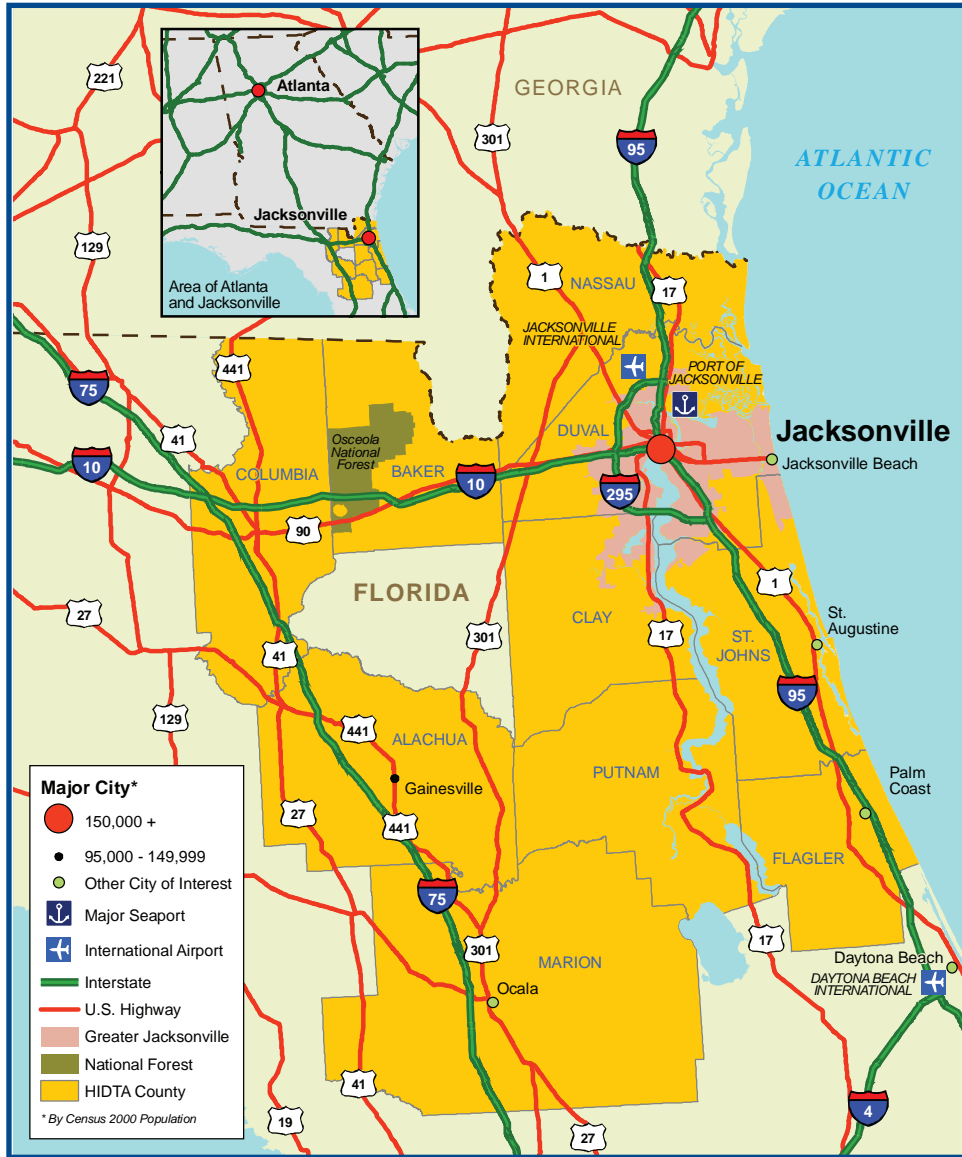 221
Atlanta
Jacksonville
Area of Atlanta
and Jacksonville
GEORGIA
301
95
ATLANTIC
OCEAN
129
1
NASSAU
17
JACKSONVILLE
INTERNATIONAL
PORT OF
JACKSONVILLE
441
75
41
10
Osceola
National
Forest
COLUMBIA
BAKER
10
DUVAL
Jacksonville
Jacksonville Beach
295
90
FLORIDA
27
1
CLAY
St.
Augustine
301
17
ST.
JOHNS
41
95
129
441
ALACHUA
Gainesville
PUTNAM
Palm
Coast
27
441
FLAGLER
75
17
301
MARION
Daytona Beach
DAYTONA BEACH
INTERNATIONAL
Ocala
41
19
27
4
Major City*
150,000 +
95,000 - 149,999
Other City of Interest
Major Seaport
International Airport
Interstate
U.S. Highway
Greater Jacksonville
National Forest
HIDTA County
* By Census 2000 Population